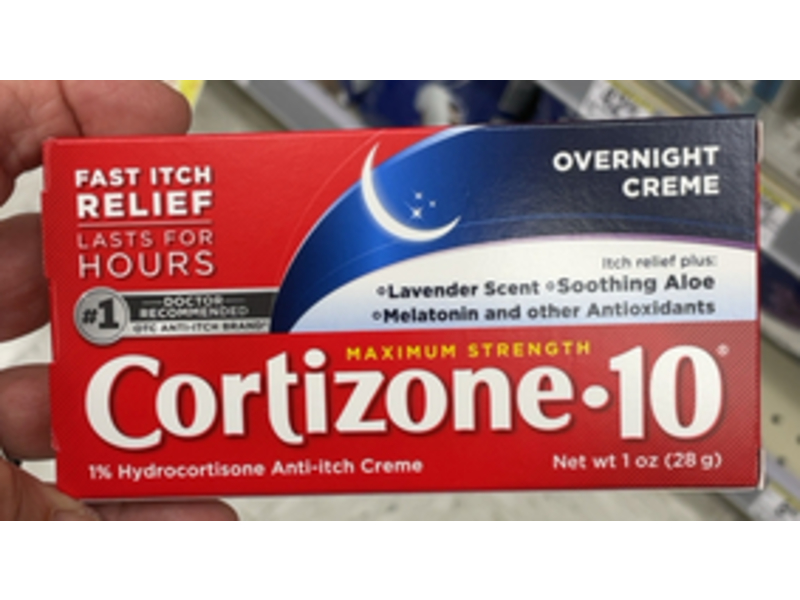 FAST ITCH
RELIEF
LASTS FOR
HOURS
#1
DOCTOR
RECOMMENDED
OTC ANTI-ITCH BRAND
OVERNIGHT
CREME
Itch relief plus:
•Lavender Scent •Soothing Aloe
•Melatonin and other Antioxidants
MAXIMUM STRENGTH
Cortizone•10®
1% Hydrocortisone Anti-itch Creme
Net wt 1 oz (28 g)